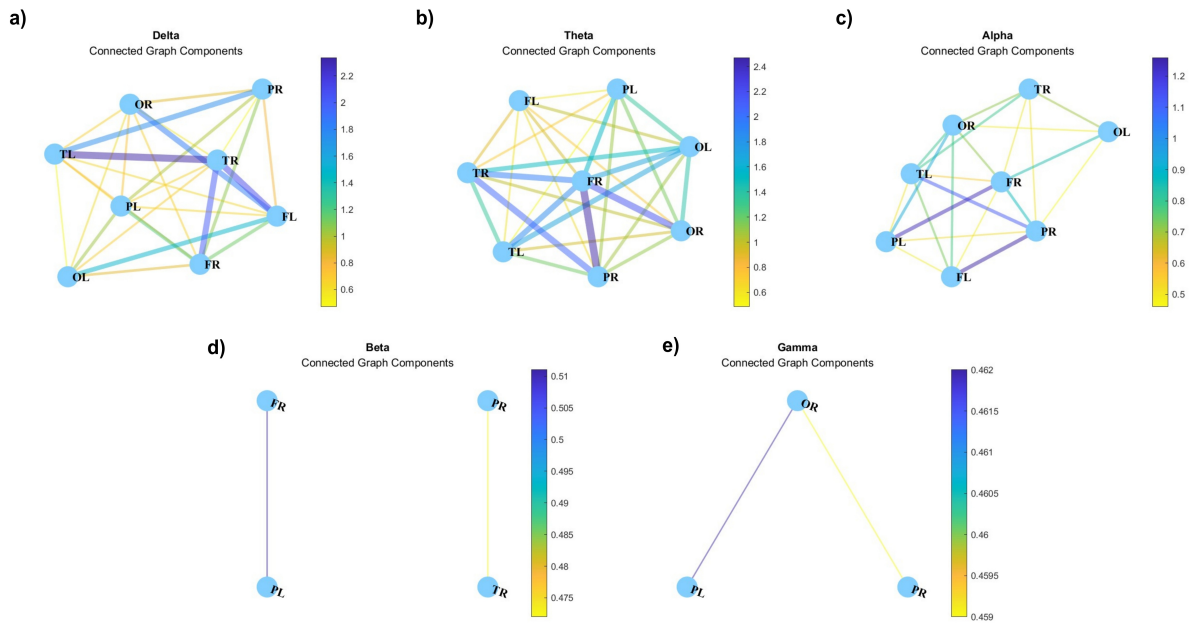 a)
Delta
Connected Graph Components
OR
PR
TL
TR
PL
FL
FR
OL
2.2
2
1.8
1.6
1.4
1.2
1
0.8
0.6
b)
Theta
Connected Graph Components
FL
PL
OL
TR
FR
OR
TL
PR
2.4
2.2
2
1.8
1.6
1.4
1.2
1
0.8
0.6
c)
Alpha
Connected Graph Components
TR
OR
OL
TL
FR
PL
PR
FL
1.2
1.1
1
0.9
0.8
0.7
0.6
0.5
d)
Beta
Connected Graph Components
FR
PR
PL
TR
0.51
0.505
0.5
0.495
0.49
0.485
0.48
0.475
e)
Gamma
Connected Graph Components
OR
PL
PR
0.462
0.4615
0.461
0.4605
0.46
0.4595
0.459